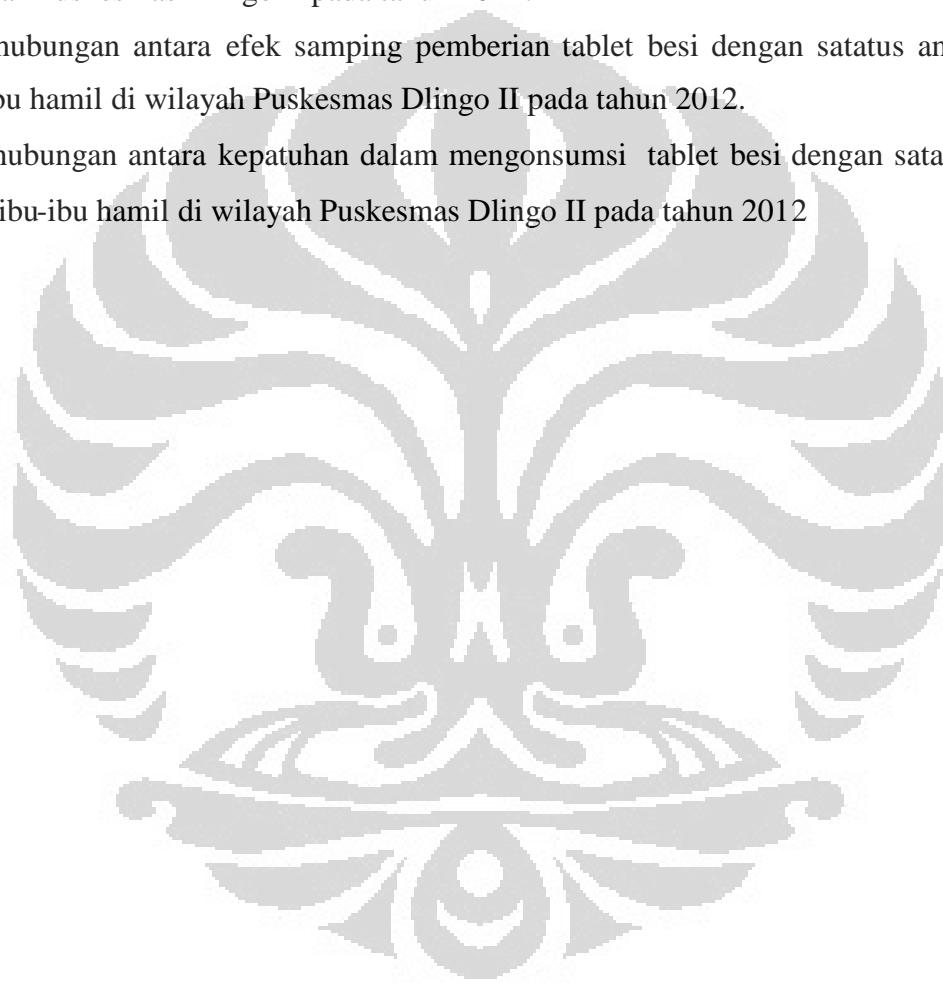 hubungan antara efek samping pemberian tablet besi dengan satatus an
bu hamil di wilayah Puskesmas Dlingo II pada tahun 2012.
hubungan antara kepatuhan dalam mengonsumsi tablet besi dengan sata
ibu-ibu hamil di wilayah Puskesmas Dlingo II pada tahun 2012